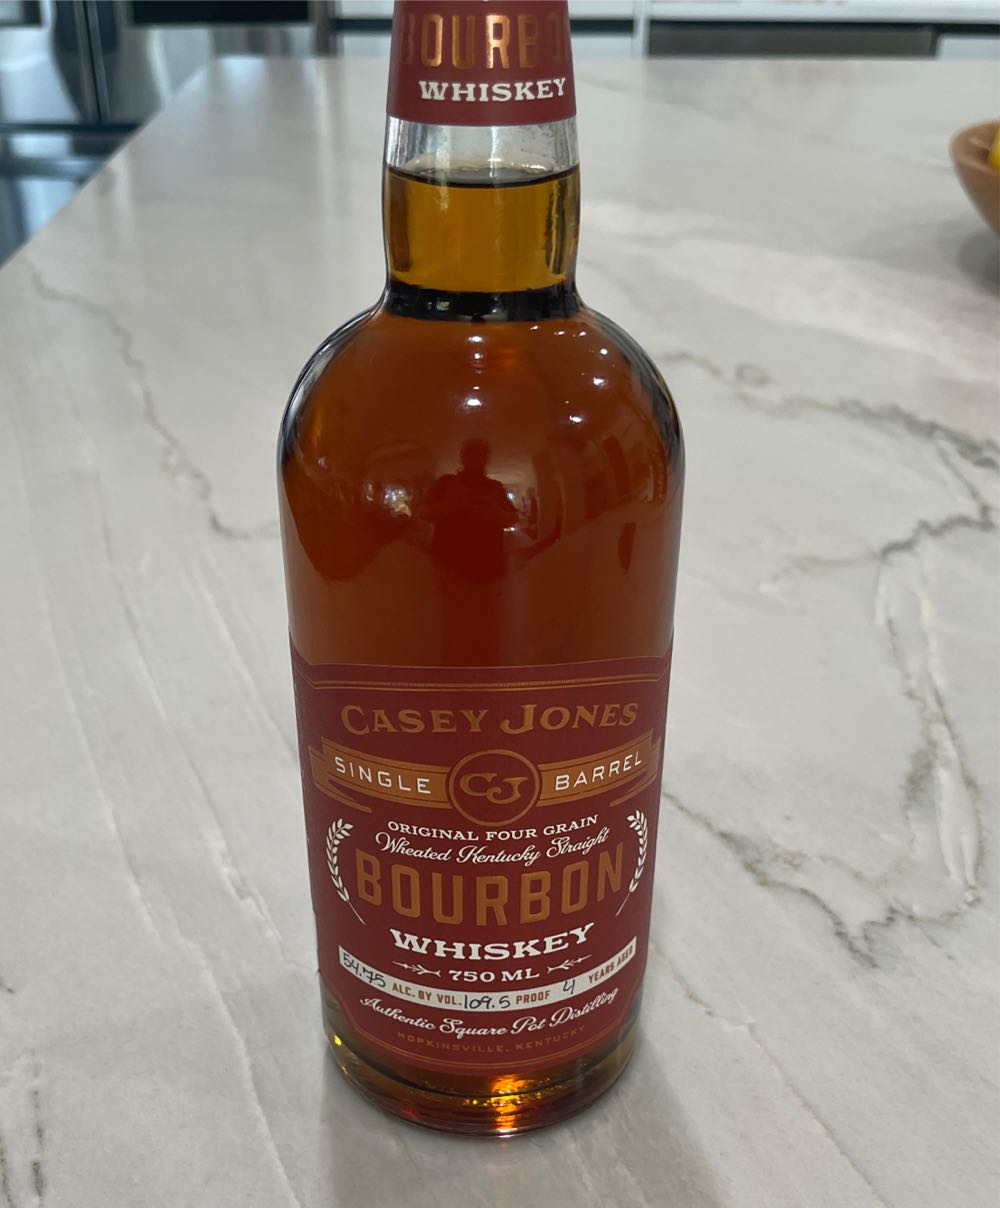 BOURBON
WHISKEY
CASEY JONES
SINGLE CJ BARREL
ORIGINAL FOUR GRAIN
Wheated Kentucky Straight
BOURBON
WHISKEY
750 ML
54.75 ALC. BY VOL. 109.5 PROOF 4 YEARS AGED
Authentic Square Pot Distilling
HOPKINSVILLE, KENTUCKY